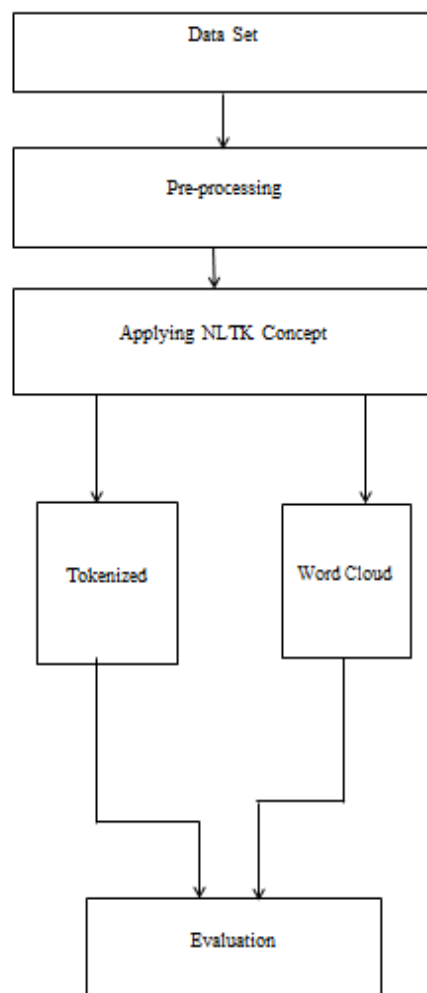 Data Set
Pre-processing
Applying NLTK Concept
Tokenized
Word Cloud
Evaluation